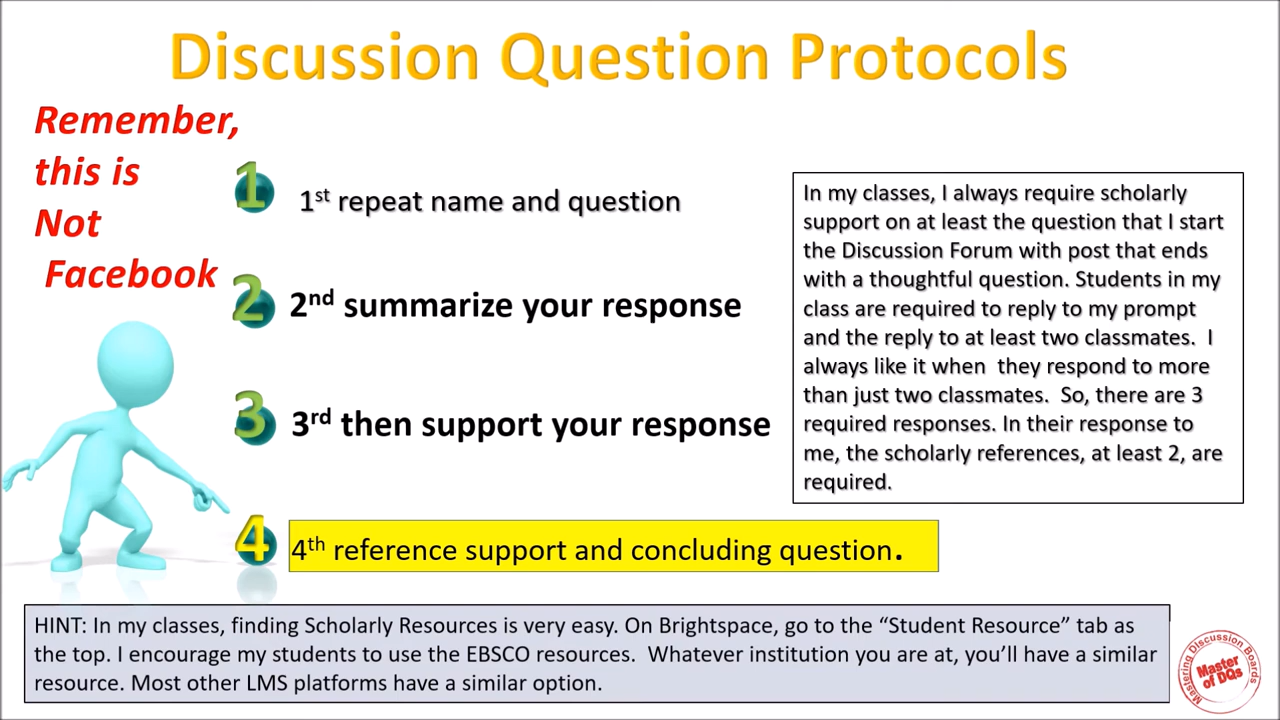 Discussion Question Protocols
Remember,
this is
Not
Facebook
1
1st repeat name and question
2
2nd summarize your response
3
3rd then support your response
4
4th reference support and concluding question.
In my classes, I always require scholarly
support on at least the question that I start
the Discussion Forum with post that ends
with a thoughtful question. Students in my
class are required to reply to my prompt
and the reply to at least two classmates. I
always like it when they respond to more
than just two classmates. So, there are 3
required responses. In their response to
me, the scholarly references, at least 2, are
required.
HINT: In my classes, finding Scholarly Resources is very easy. On Brightspace, go to the “Student Resource” tab as
the top. I encourage my students to use the EBSCO resources. Whatever institution you are at, you’ll have a similar
resource. Most other LMS platforms have a similar option.
Mastering Discussion Boards
Master
of DQs